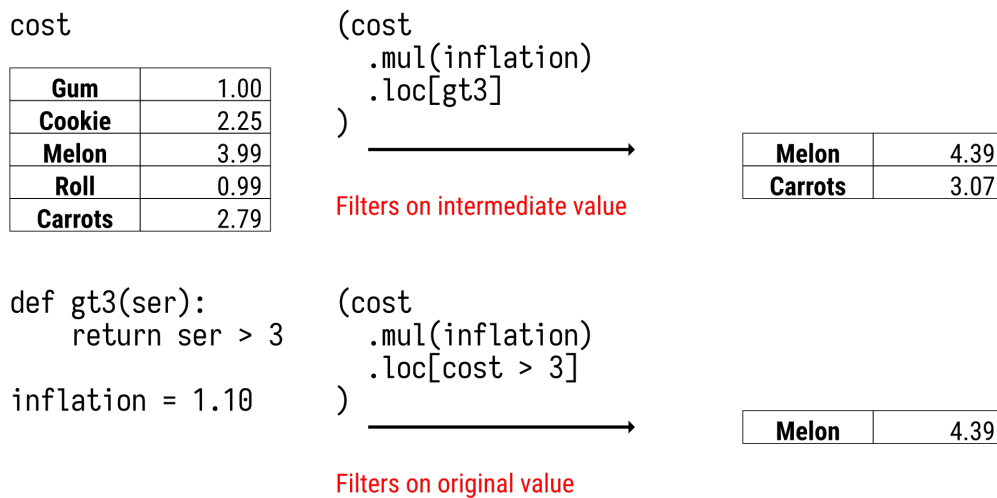 cost
Gum 1.00
Cookie 2.25
Melon 3.99
Roll 0.99
Carrots 2.79
(cost
  .mul(inflation)
  .loc[gt3]
)
Filters on intermediate value
Melon 4.39
Carrots 3.07
def gt3(ser):
    return ser > 3
inflation = 1.10
(cost
  .mul(inflation)
  .loc[cost > 3]
)
Filters on original value
Melon 4.39